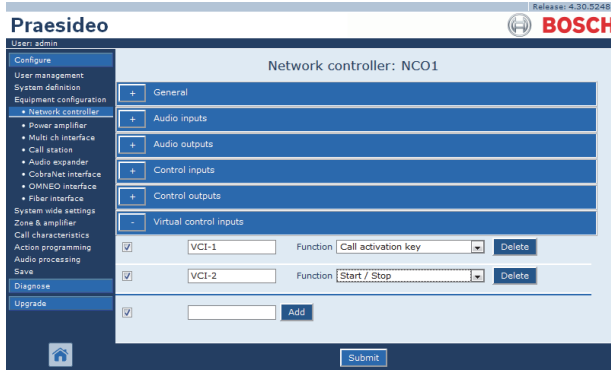 Release: 4.30.5248
Praesideo
BOSCH
User: admin
Configure
User management
System definition
Equipment configuration
• Network controller
• Power amplifier
• Multi ch interface
• Call station
• Audio expander
• CobraNet interface
• OMNEO interface
• Fiber interface
System wide settings
Zone & amplifier
Call characteristics
Action programming
Audio processing
Save
Diagnose
Upgrade
Network controller: NCO1
+ General
+ Audio inputs
+ Audio outputs
+ Control inputs
+ Control outputs
- Virtual control inputs
VCI-1 Function Call activation key Delete
VCI-2 Function Start / Stop Delete
Add
Submit